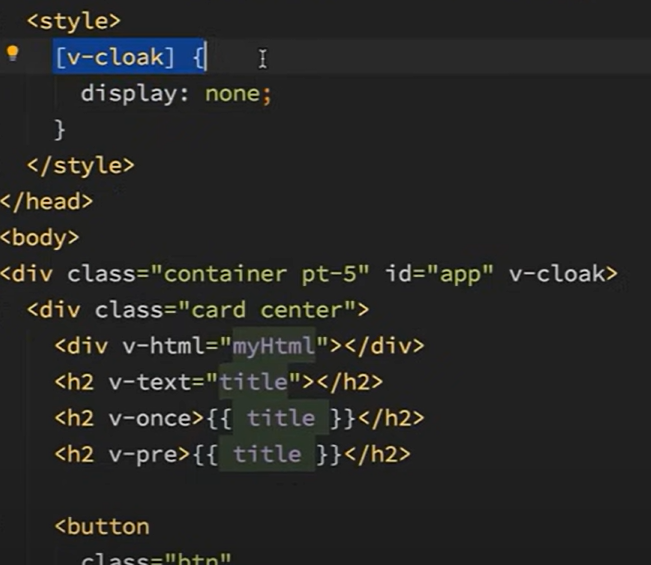 <style>
[v-cloak] {
display: none;
}
</style>
</head>
<body>
<div class="container pt-5" id="app" v-cloak>
<div class="card center">
<div v-html="myHtml"></div>
<h2 v-text="title"></h2>
<h2 v-once>{{ title }}</h2>
<h2 v-pre>{{ title }}</h2>
<button
class="btn"